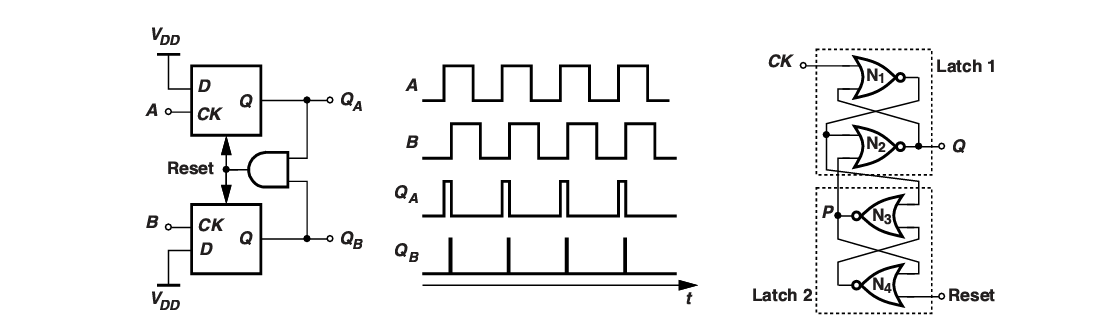 VDD
D
A
CK
Q
QA
Reset
B
CK
D
Q
QB
VDD
A
B
QA
QB
t
CK
N1
Latch 1
N2
Q
P
N3
N4
Latch 2
Reset